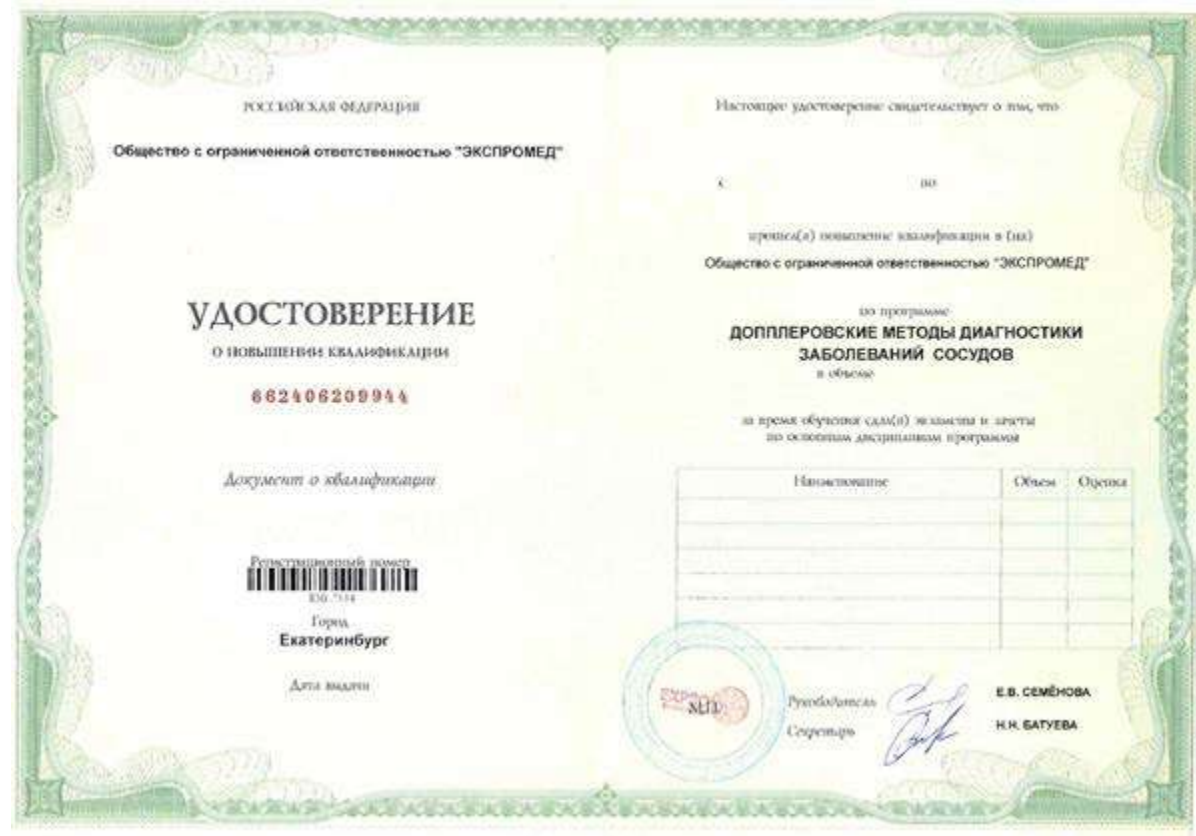 РОССИЙСКАЯ ФЕДЕРАЦИЯ
Общество с ограниченной ответственностью "ЭКСПРОМЕД"
УДОСТОВЕРЕНИЕ
О ПОВЫШЕНИИ КВАЛИФИКАЦИИ
662406209944
Документ о квалификации
Регистрационный номер
Город
Екатеринбург
Дата выдачи
Настоящее удостоверение свидетельствует о том, что
с по
прошел(а) повышение квалификации в (на)
Общество с ограниченной ответственностью "ЭКСПРОМЕД"
по программе
ДОППЛЕРОВСКИЕ МЕТОДЫ ДИАГНОСТИКИ
ЗАБОЛЕВАНИЙ СОСУДОВ
в объеме
за время обучения сдал(а) экзамены и зачеты
по основным дисциплинам программы
Наименование Объем Оценка
М.П.
Руководитель Е.В. СЕМЁНОВА
Секретарь Н.Н. БАТУЕВА